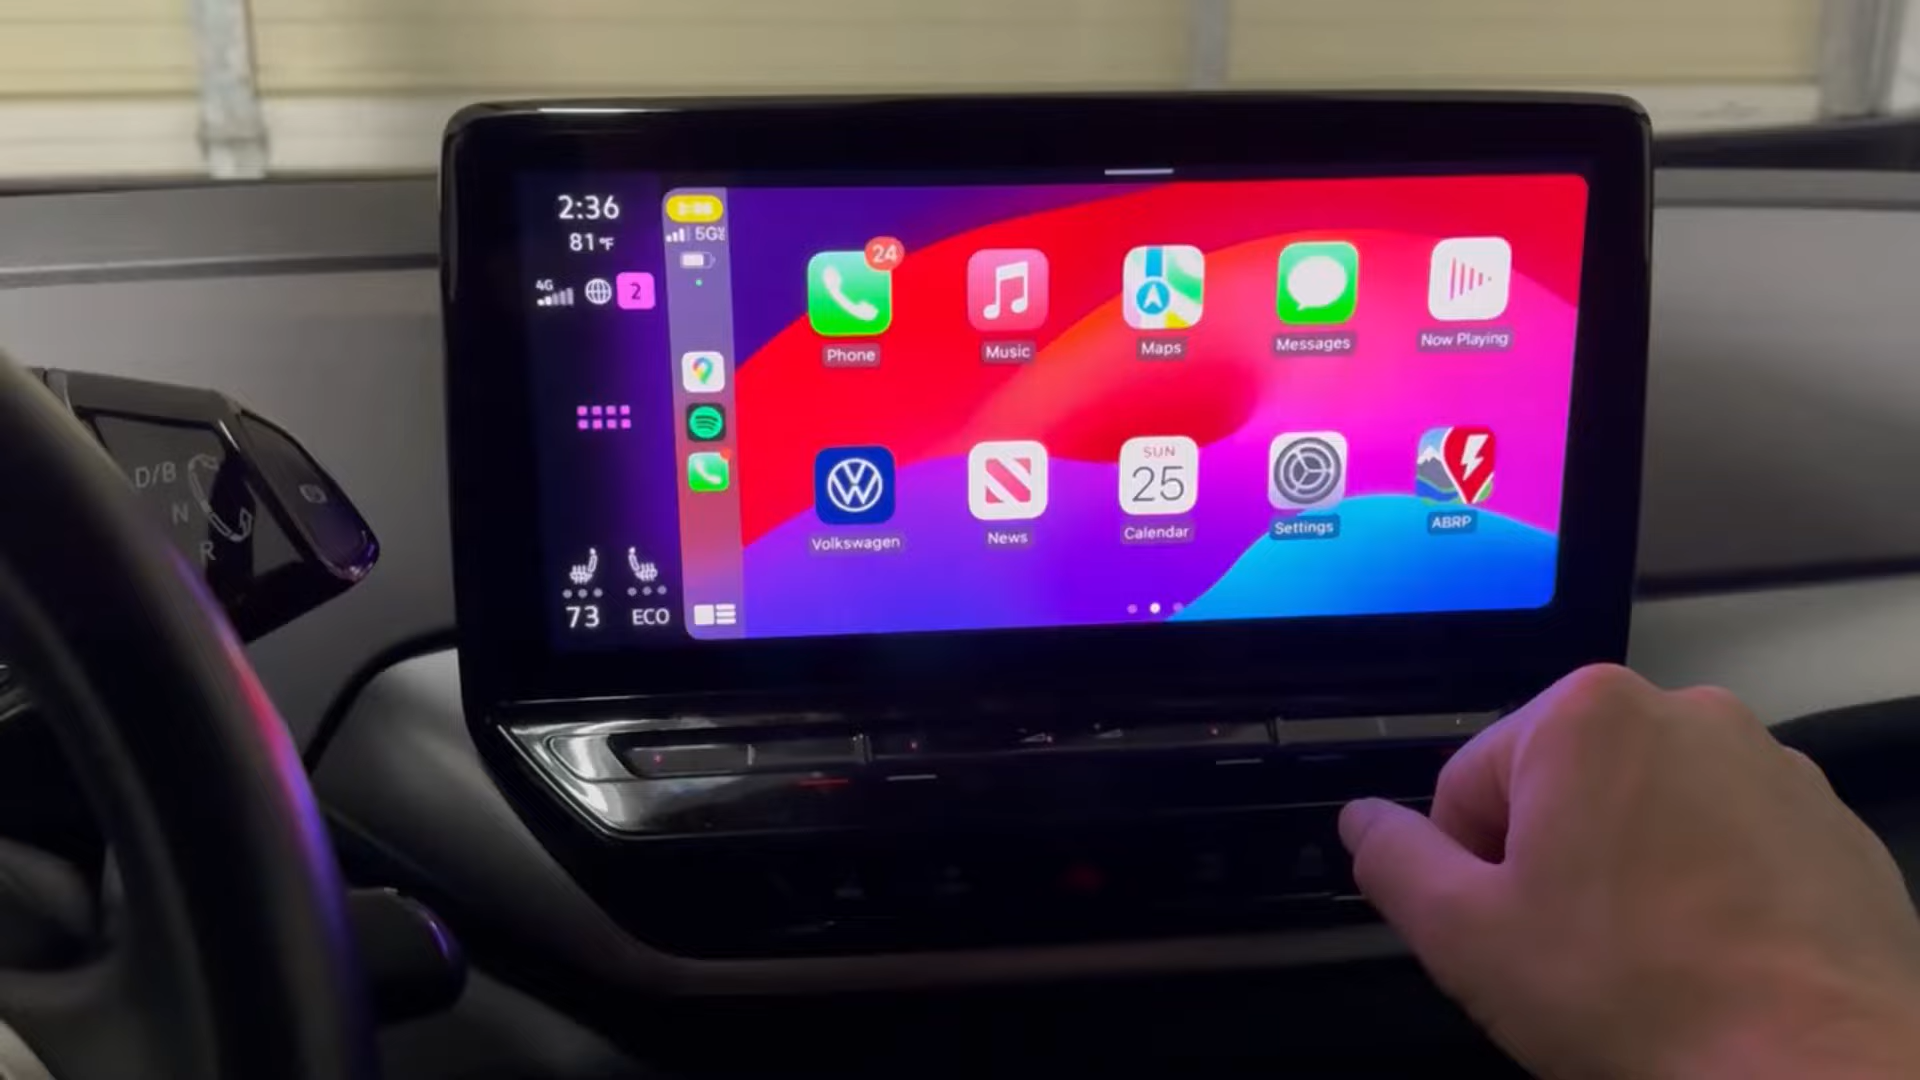 2:36
81°F
4G
2
5G
24
Phone
Music
Maps
Messages
Now Playing
Volkswagen
News
SUN
25
Calendar
Settings
ABRP
73
ECO
D/B
N
R